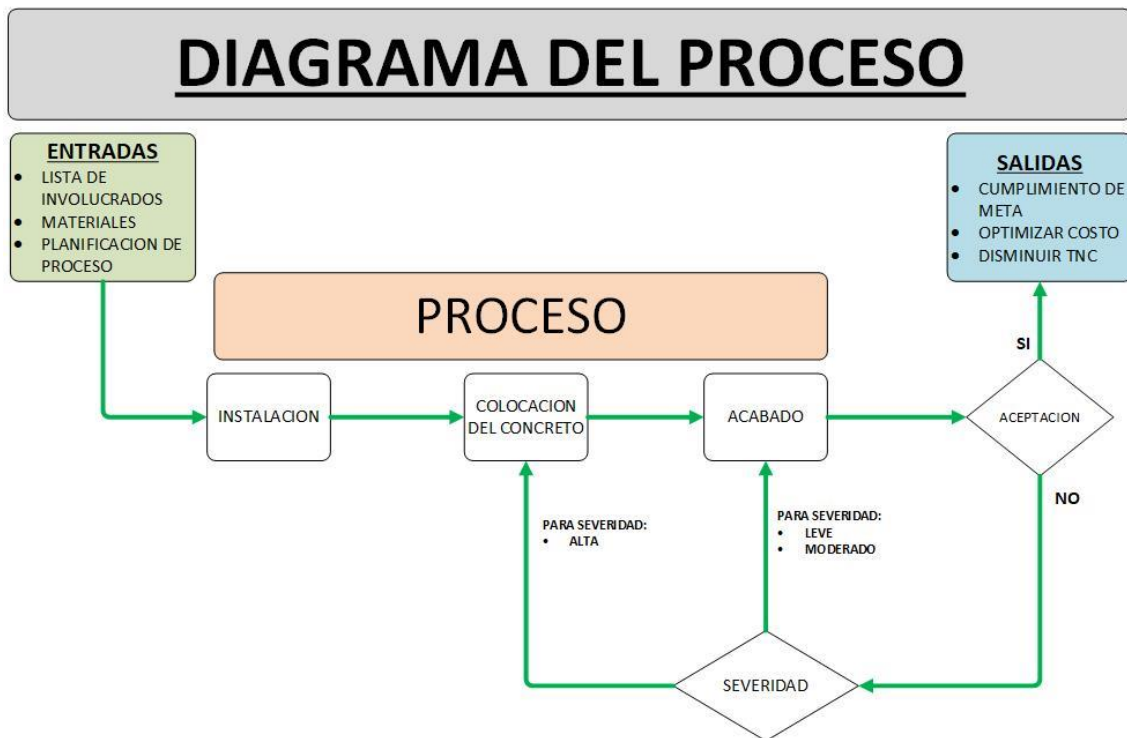 DIAGRAMA DEL PROCESO
ENTRADAS
• LISTA DE
INVOLUCRADOS
• MATERIALES
• PLANIFICACION DE
PROCESO
SALIDAS
• CUMPLIMIENTO DE
META
• OPTIMIZAR COSTO
• DISMINUIR TNC
PROCESO
INSTALACION
COLOCACION
DEL CONCRETO
ACABADO
SI
ACEPTACION
NO
PARA SEVERIDAD:
• ALTA
PARA SEVERIDAD:
• LEVE
• MODERADO
SEVERIDAD